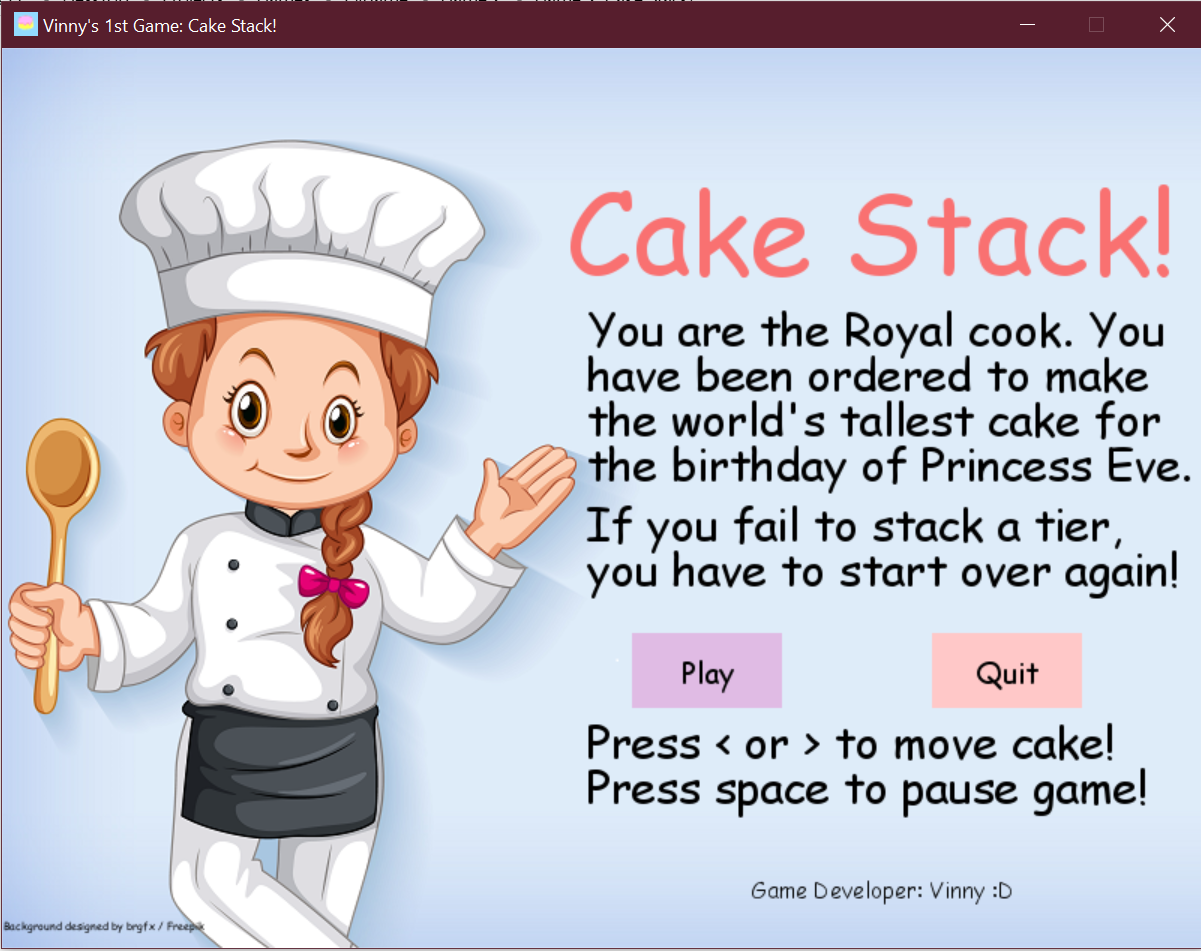 Vinny's 1st Game: Cake Stack!
Cake Stack!
You are the Royal cook. You
have been ordered to make
the world's tallest cake for
the birthday of Princess Eve.
If you fail to stack a tier,
you have to start over again!
Play
Quit
Press < or > to move cake!
Press space to pause game!
Game Developer: Vinny :D
Background designed by brgfx / Freepik